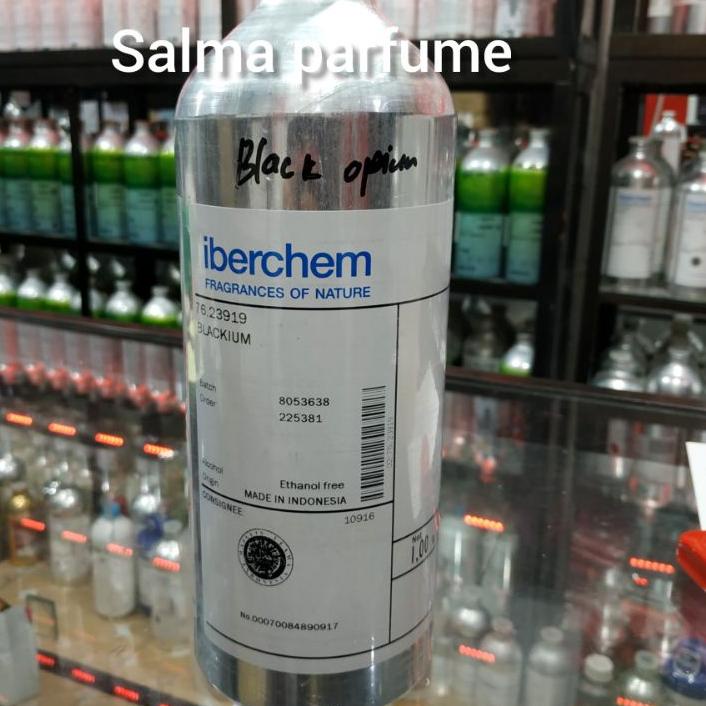 Salma parfume
Black opium
iberchem
FRAGRANCES OF NATURE
76.23919
BLACKIUM
Batch 8053638
Order 225381
Alcohol Ethanol free
Origin MADE IN INDONESIA
CONSIGNEE
10916
Net
1,00
No.00070084890917